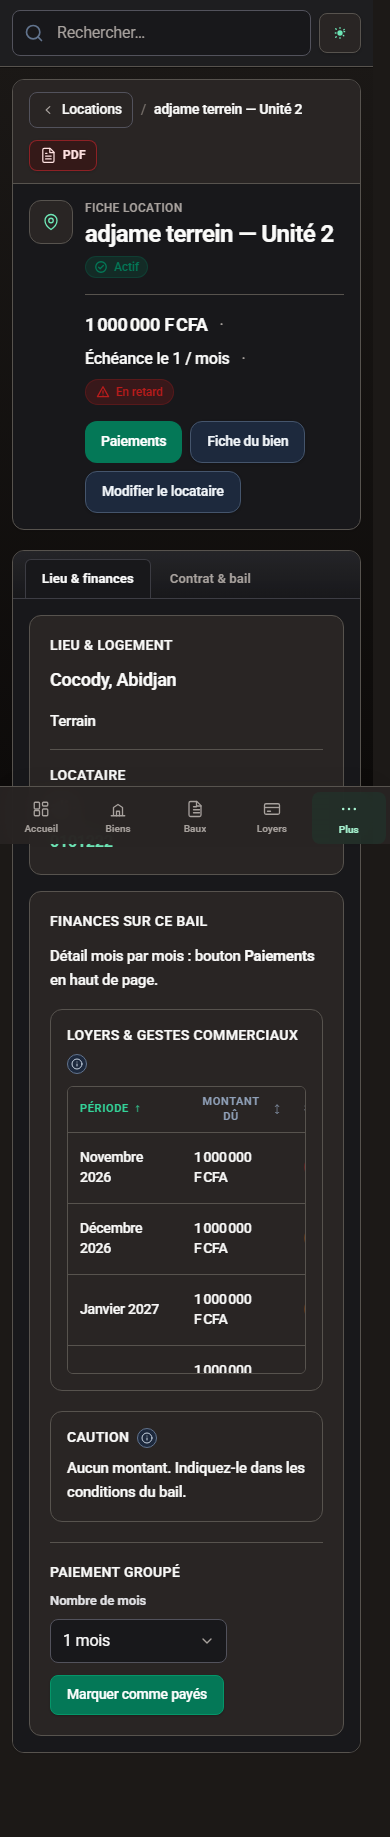 Rechercher...
Locations / adjame terrain — Unité 2
PDF
FICHE LOCATION
adjame terrain — Unité 2
Actif
1 000 000 FCFA ·
Échéance le 1 / mois ·
En retard
Paiements
Fiche du bien
Modifier le locataire
Lieu & finances
Contrat & bail
LIEU & LOGEMENT
Cocody, Abidjan
Terrain
LOCATAIRE
Accueil
Biens
Baux
Loyers
Plus
FINANCES SUR CE BAIL
Détail mois par mois : bouton Paiements
en haut de page.
LOYERS & GESTES COMMERCIAUX
PÉRIODE ↑
MONTANT
DÛ
Novembre
2026
1 000 000
FCFA
Décembre
2026
1 000 000
FCFA
Janvier 2027
1 000 000
FCFA
1 000 000
CAUTION
Aucun montant. Indiquez-le dans les
conditions du bail.
PAIEMENT GROUPÉ
Nombre de mois
1 mois
Marquer comme payés